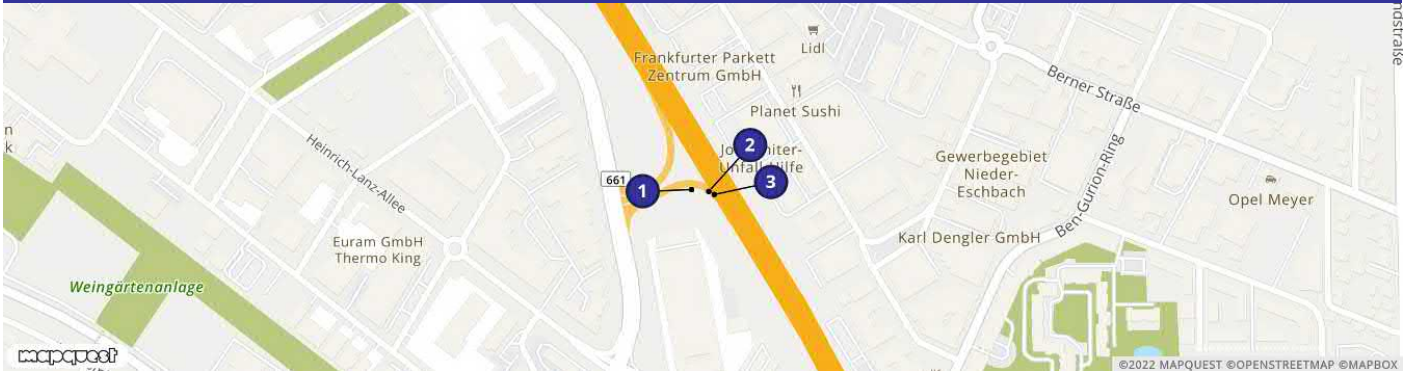 Frankfurter Parkett
Zentrum GmbH
Lidl
Planet Sushi
Berner Straße
Heinrich-Lanz-Allee
2
3
1
661
Gewerbegebiet
Nieder-
Eschbach
Ben-Gurion-Ring
Opel Meyer
Karl Dengler GmbH
Euram GmbH
Thermo King
Weingärtenanlage
mapquest
©2022 MAPQUEST ©OPENSTREETMAP ©MAPBOX